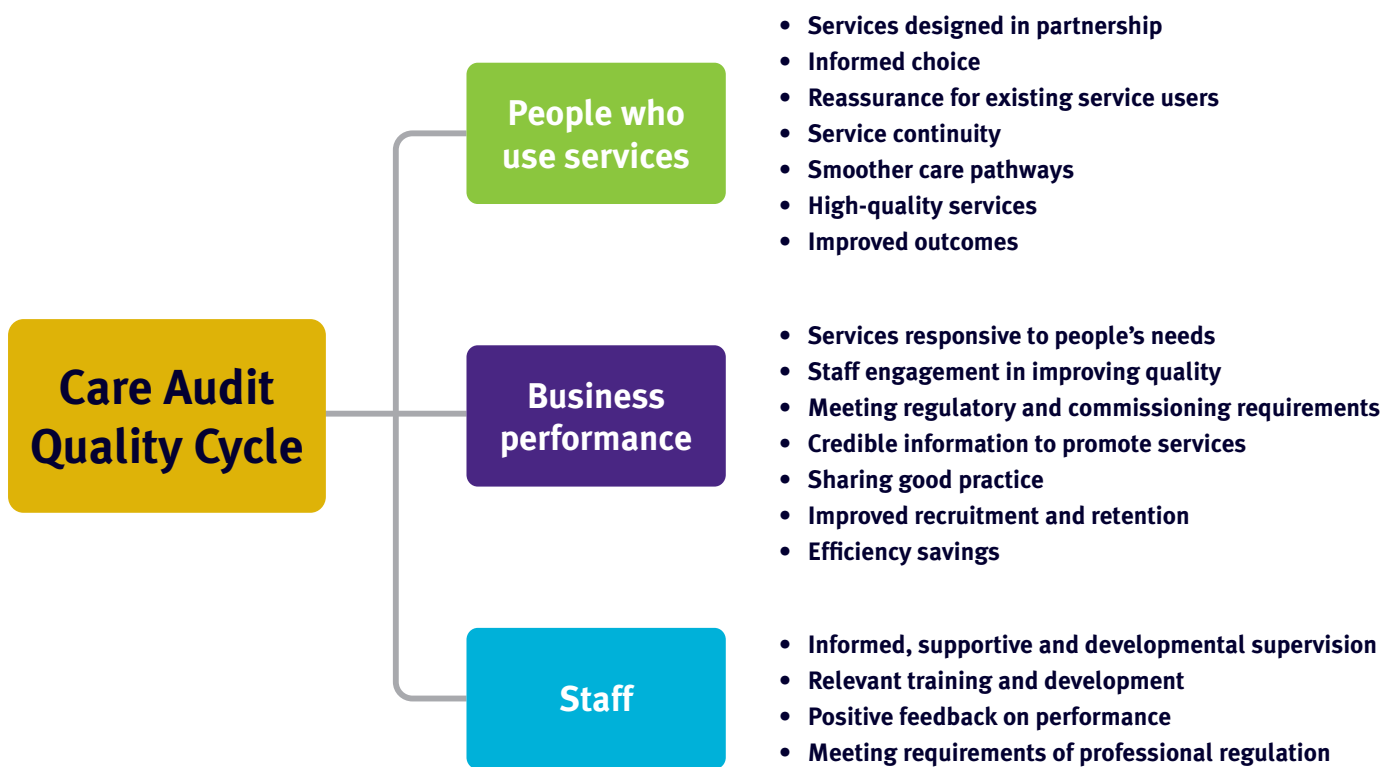 Care Audit
Quality Cycle
People who
use services
• Services designed in partnership
• Informed choice
• Reassurance for existing service users
• Service continuity
• Smoother care pathways
• High-quality services
• Improved outcomes
Business
performance
• Services responsive to people’s needs
• Staff engagement in improving quality
• Meeting regulatory and commissioning requirements
• Credible information to promote services
• Sharing good practice
• Improved recruitment and retention
• Efficiency savings
Staff
• Informed, supportive and developmental supervision
• Relevant training and development
• Positive feedback on performance
• Meeting requirements of professional regulation